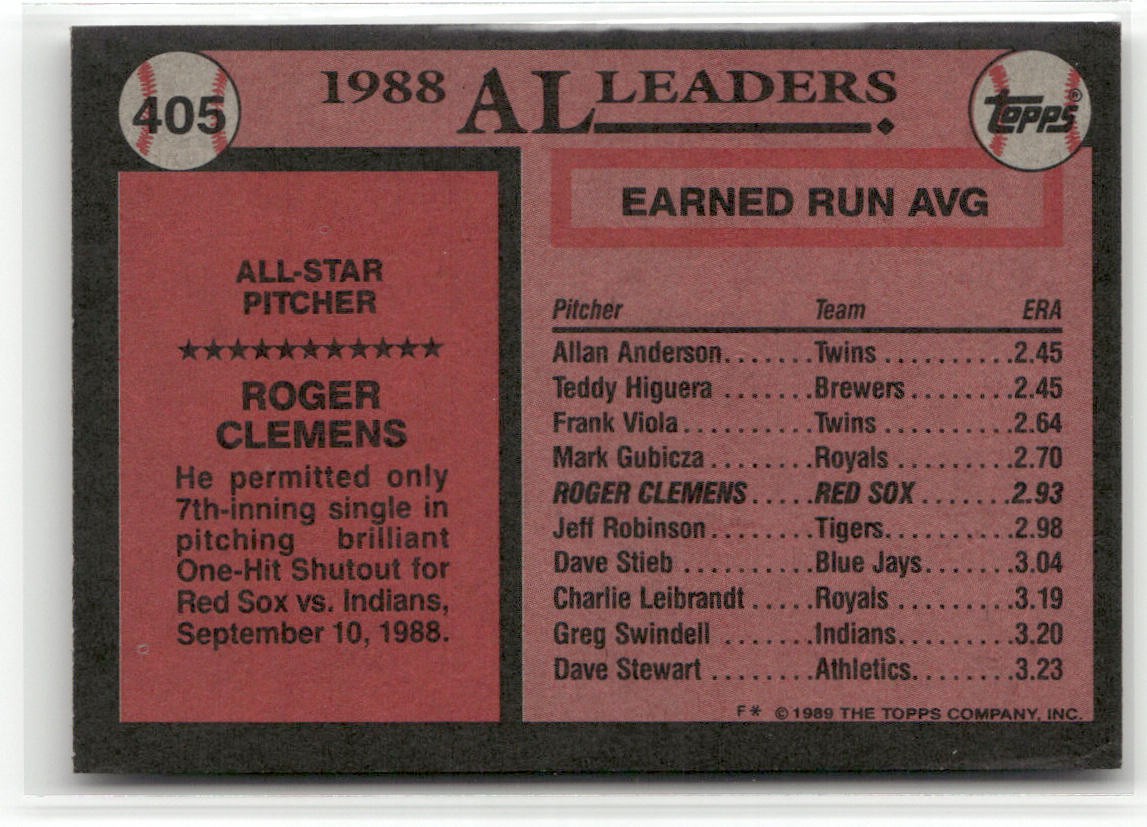 405
1988 AL LEADERS
TOPPS®
EARNED RUN AVG
ALL-STAR
PITCHER
★★★★★★★★★★★
ROGER
CLEMENS
He permitted only
7th-inning single in
pitching brilliant
One-Hit Shutout for
Red Sox vs. Indians,
September 10, 1988.
Pitcher Team ERA
Allan Anderson.......Twins..........2.45
Teddy Higuera.......Brewers........2.45
Frank Viola..........Twins..........2.64
Mark Gubicza........Royals.........2.70
ROGER CLEMENS.....RED SOX.......2.93
Jeff Robinson........Tigers..........2.98
Dave Stieb..........Blue Jays.......3.04
Charlie Leibrandt.....Royals.........3.19
Greg Swindell.......Indians.........3.20
Dave Stewart........Athletics........3.23
F* © 1989 THE TOPPS COMPANY, INC.